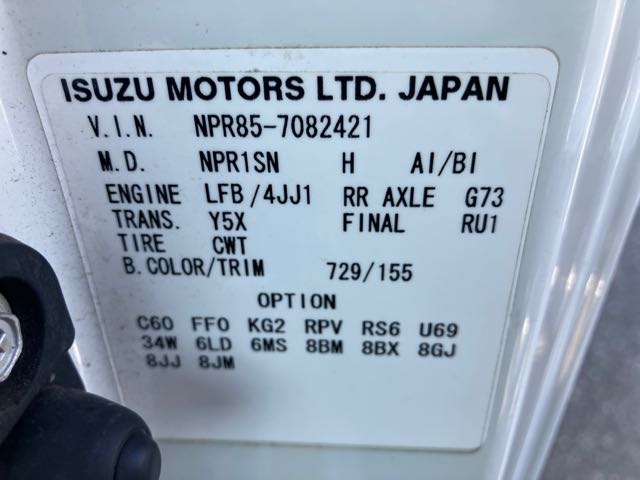 ISUZU MOTORS LTD. JAPAN
V.I.N. NPR85-7082421
M.D. NPR1SN H AI/BI
ENGINE LFB/4JJ1 RR AXLE G73
TRANS. Y5X FINAL RU1
TIRE CWT
B.COLOR/TRIM 729/155
OPTION
C60 FF0 KG2 RPV RS6 U69
34W 6LD 6MS 8BM 8BX 8GJ
8JJ 8JM